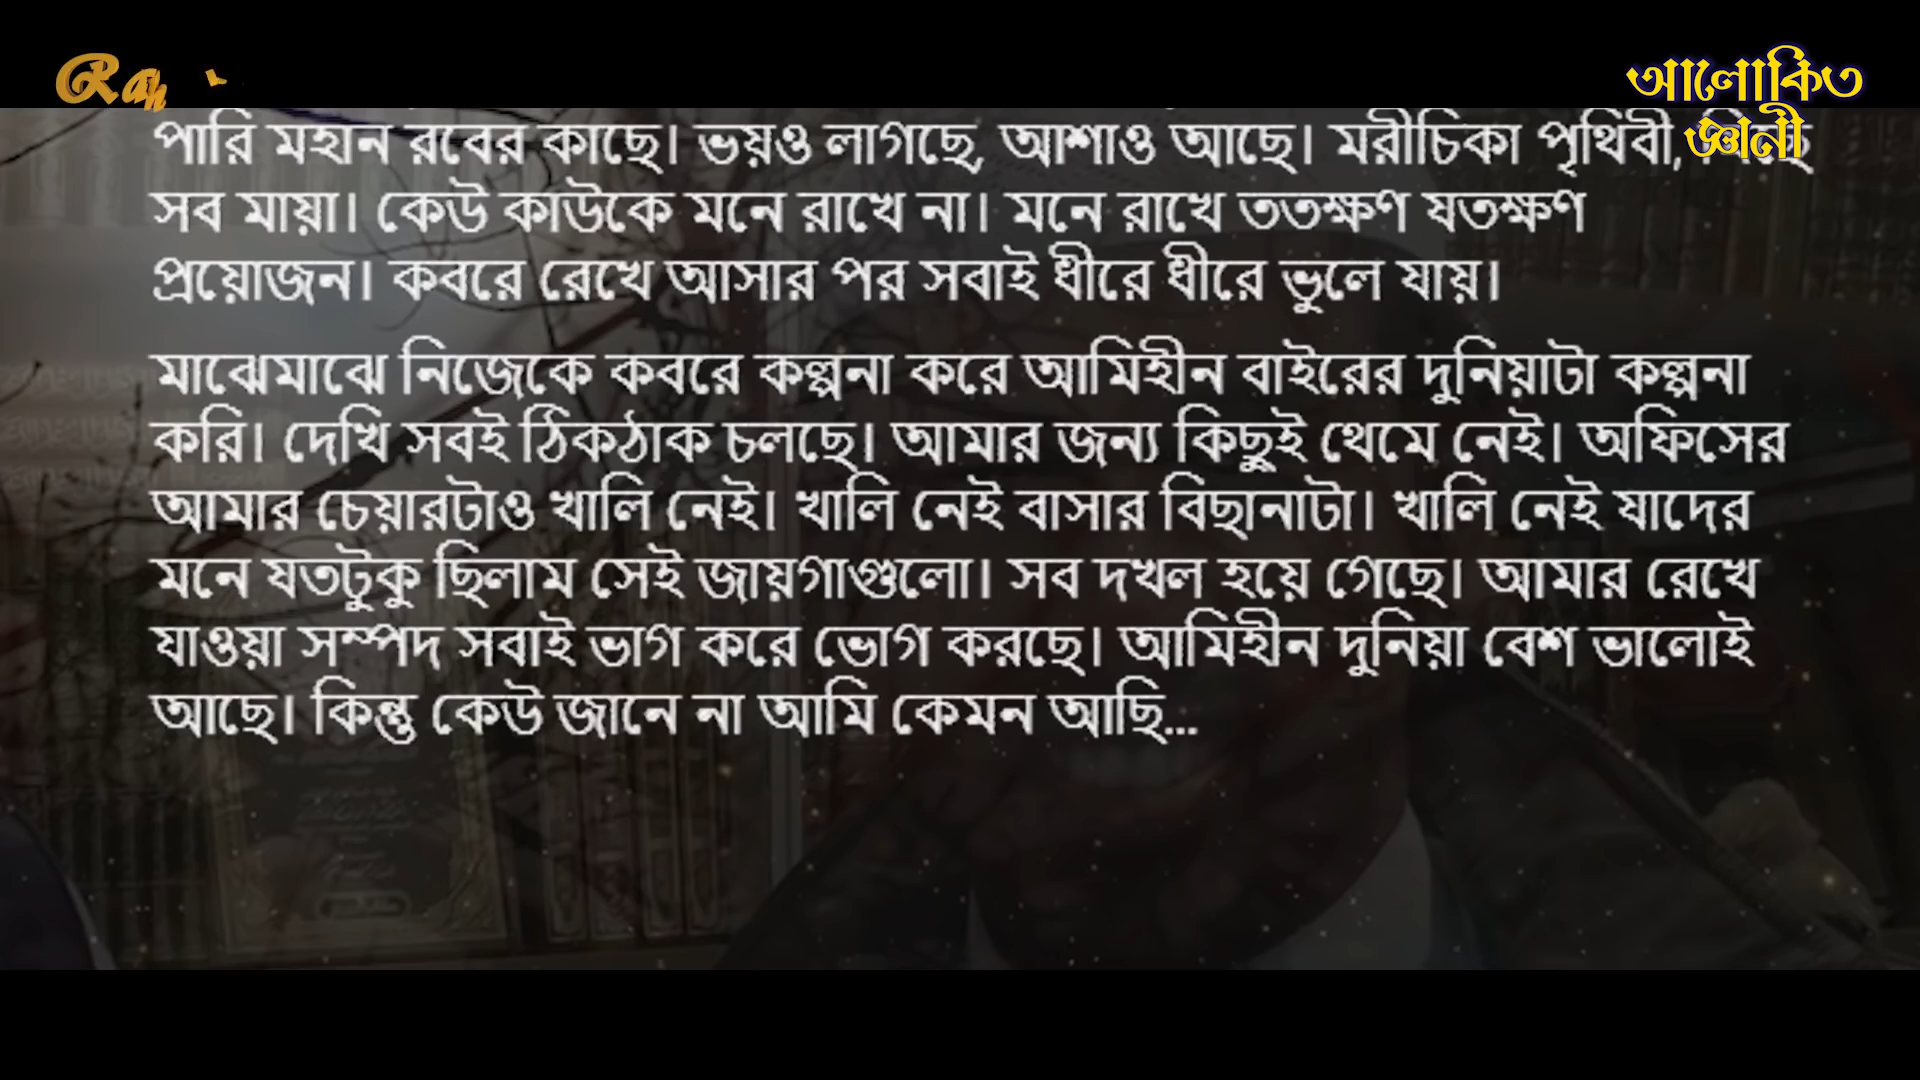 আলোকিত
জ্ঞানী
পারি মহান রবের কাছে। ভয়ও লাগছে, আশাও আছে। মরীচিকা পৃথিবী,
সব মায়া। কেউ কাউকে মনে রাখে না। মনে রাখে ততক্ষণ যতক্ষণ
প্রয়োজন। কবরে রেখে আসার পর সবাই ধীরে ধীরে ভুলে যায়।
মাঝেমাঝে নিজেকে কবরে কল্পনা করে আমিহীন বাইরের দুনিয়াটা কল্পনা
করি। দেখি সবই ঠিকঠাক চলছে। আমার জন্য কিছুই থেমে নেই। অফিসের
আমার চেয়ারটাও খালি নেই। খালি নেই বাসার বিছানাটা। খালি নেই যাদের
মনে যতটুকু ছিলাম সেই জায়গাগুলো। সব দখল হয়ে গেছে। আমার রেখে
যাওয়া সম্পদ সবাই ভাগ করে ভোগ করছে। আমিহীন দুনিয়া বেশ ভালোই
আছে। কিন্তু কেউ জানে না আমি কেমন আছি...